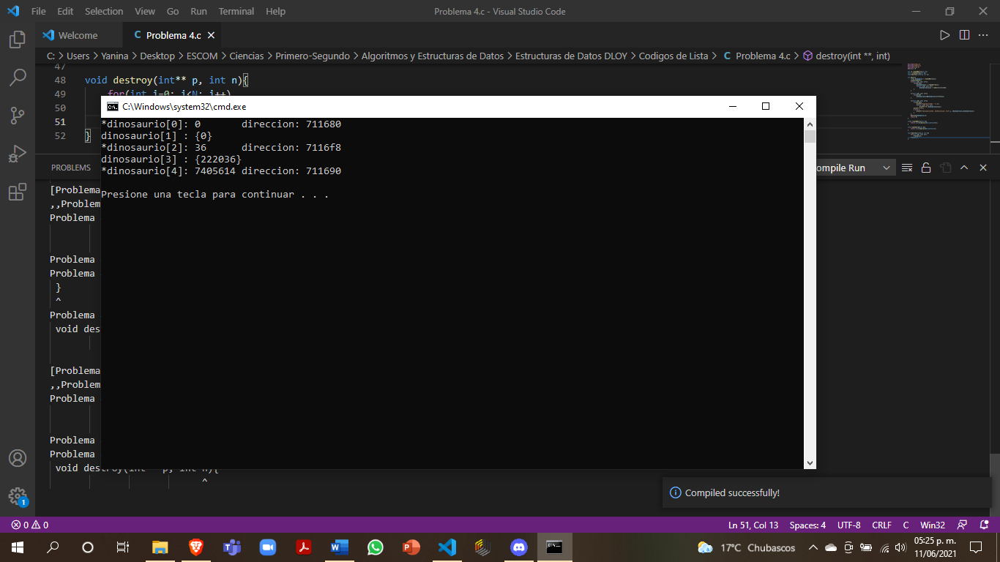 File Edit Selection View Go Run Terminal Help Problema 4.c - Visual Studio Code
Welcome C Problema 4.c
C: > Users > Yanina > Desktop > ESCOM > Ciencias > Primero-Segundo > Algoritmos y Estructuras de Datos > Estructuras de Datos DLOY > Codigos de Lista > C Problema 4.c > destroy(int **, int)
47
48 void destroy(int** p, int n){
49 for(int i=0; i<N; i++)
50
51
52 }
C:\Windows\system32\cmd.exe
*dinosaurio[0]: 0 direccion: 711680
dinosaurio[1] : {0}
*dinosaurio[2]: 36 direccion: 7116f8
dinosaurio[3] : {222036}
*dinosaurio[4]: 7405614 direccion: 711690
Presione una tecla para continuar . . .
PROBLEMS
ompile Run
[Problema
,,Problem
Problema
Problema
Problema
}
^
Problema
void des
[Problema
,,Problem
Problema
Problema
Problema
void destroy(int** p, int n){
^
Compiled successfully!
1
0 0 Ln 51, Col 13 Spaces: 4 UTF-8 CRLF C Win32
17°C Chubascos 05:25 p. m.
11/06/2021